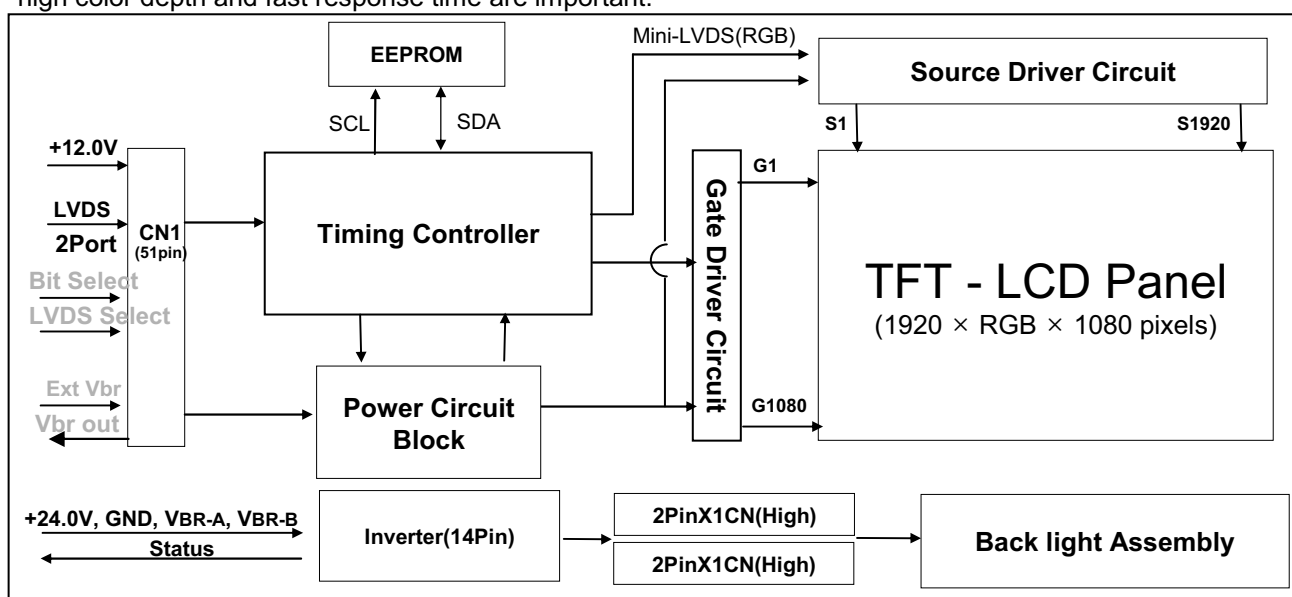 high color depth and fast response time are important.
Mini-LVDS(RGB)
EEPROM
Source Driver Circuit
SCL
SDA
S1
S1920
+12.0V
G1
LVDS
2Port
CN1
(51pin)
Timing Controller
Gate Driver Circuit
TFT - LCD Panel
(1920 × RGB × 1080 pixels)
Bit Select
LVDS Select
Ext Vbr
Vbr out
Power Circuit
Block
G1080
+24.0V, GND, VBR-A, VBR-B
Status
Inverter(14Pin)
2PinX1CN(High)
2PinX1CN(High)
Back light Assembly